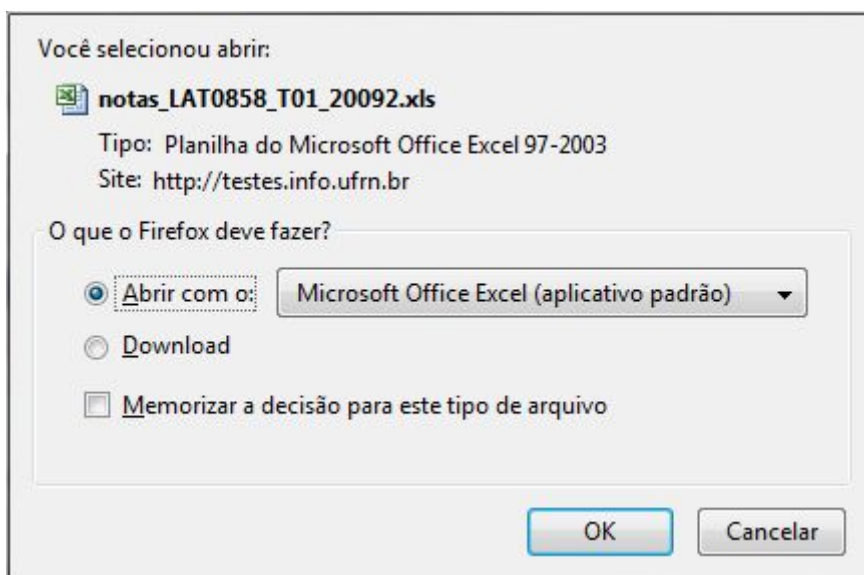 Você selecionou abrir:
notas_LAT0858_T01_20092.xls
Tipo: Planilha do Microsoft Office Excel 97-2003
Site: http://testes.info.ufrn.br
O que o Firefox deve fazer?
Abrir com o: Microsoft Office Excel (aplicativo padrão)
Download
Memorizar a decisão para este tipo de arquivo
OK Cancelar